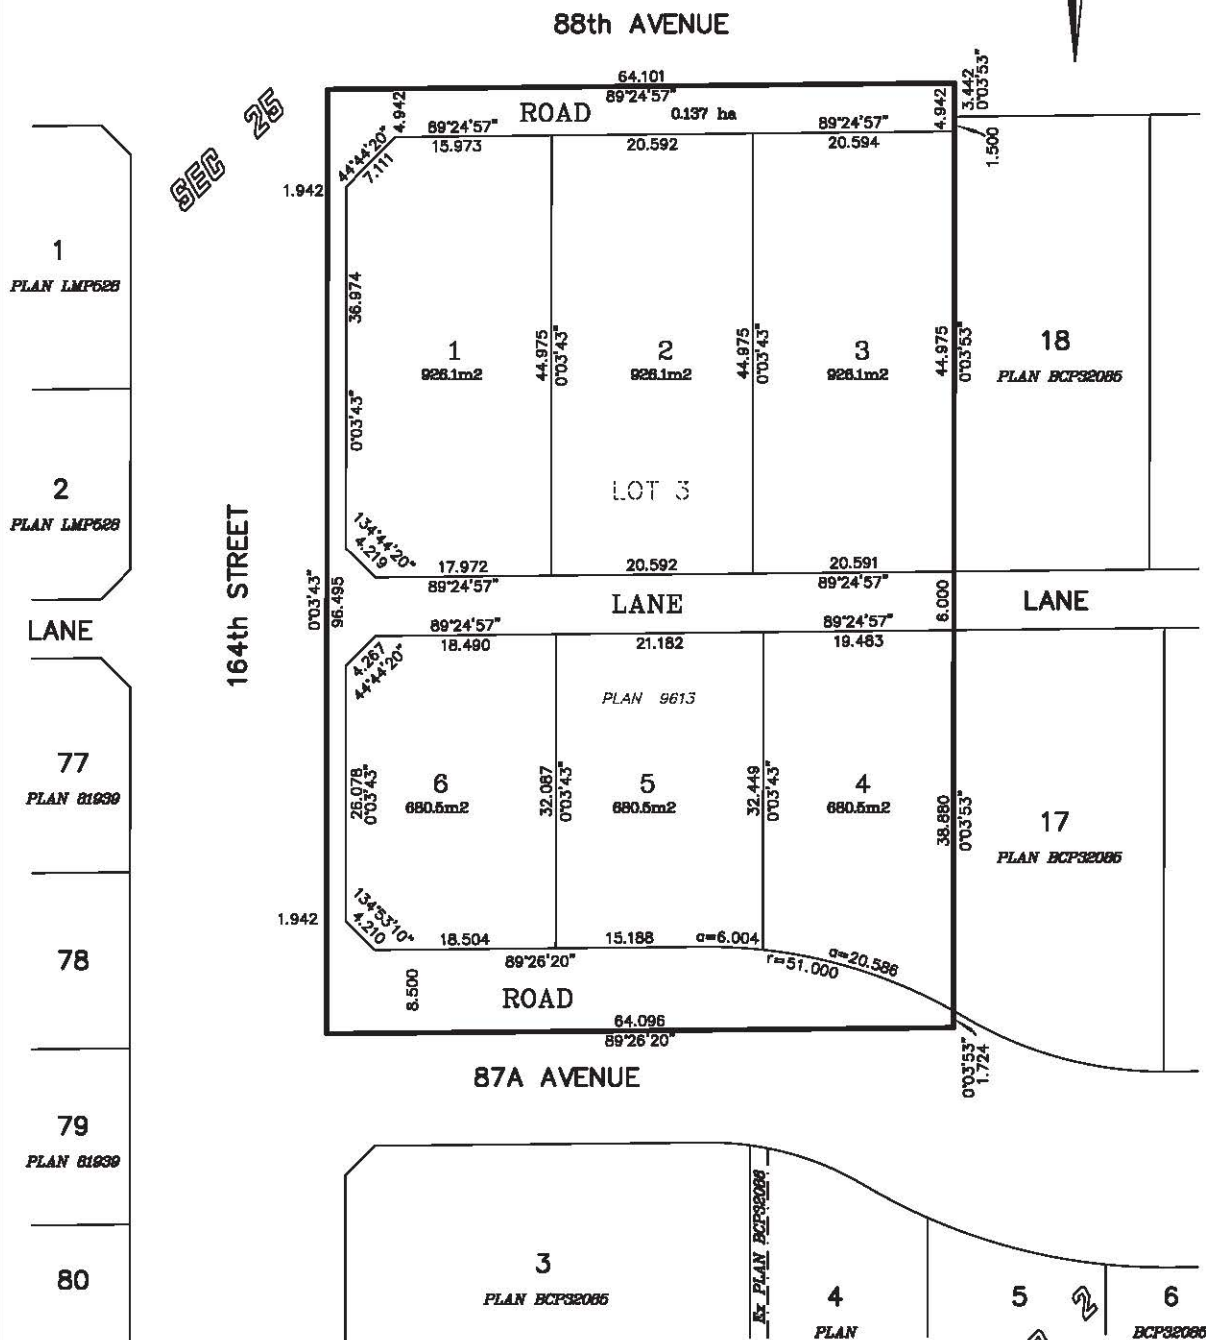 88th AVENUE
64.101
89°24'57"
ROAD
0.137 ha
4.942
4.942
3.442
0°03'53"
1.500
SEC 25
89°24'57"
15.973
20.592
89°24'57"
20.594
44°44'20"
7.111
1.942
1
PLAN LMP528
36.974
0°03'43"
1
926.1m2
44.975
0°03'43"
2
926.1m2
44.975
0°03'43"
3
926.1m2
44.975
0°03'53"
18
PLAN BCP32085
2
PLAN LMP528
LOT 3
134°44'20"
4.219
17.972
89°24'57"
20.592
20.591
89°24'57"
164th STREET
0°03'43"
96.495
LANE
LANE
6.000
LANE
89°24'57"
18.490
21.182
89°24'57"
19.483
4.267
44°44'20"
PLAN 9613
77
PLAN 81939
26.078
0°03'43"
6
680.5m2
32.087
0°03'43"
5
680.5m2
32.449
0°03'43"
4
680.5m2
38.880
0°03'53"
17
PLAN BCP32085
1.942
134°53'10"
4.210
18.504
89°26'20"
15.188
a=6.004
r=51.000
a=20.586
78
8.500
ROAD
64.096
89°26'20"
0°03'53"
1.724
87A AVENUE
79
PLAN 81939
80
3
PLAN BCP32085
Ex PLAN BCP32086
4
PLAN
5
2
6
BCP32085